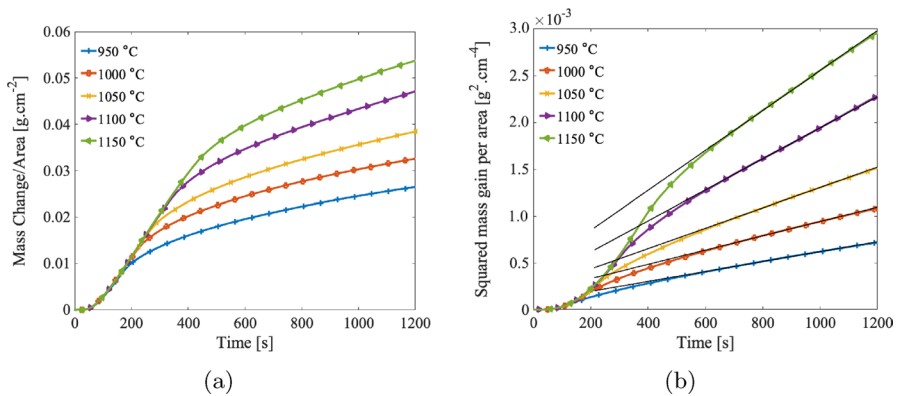 0.06
0.05
0.04
0.03
0.02
0.01
0
Mass Change/Area [g.cm⁻²]
950 °C
1000 °C
1050 °C
1100 °C
1150 °C
0 200 400 600 800 1000 1200
Time [s]
(a)
×10⁻³
3.0
2.5
2.0
1.5
1.0
0.5
0
Squared mass gain per area [g².cm⁻⁴]
950 °C
1000 °C
1050 °C
1100 °C
1150 °C
0 200 400 600 800 1000 1200
Time [s]
(b)